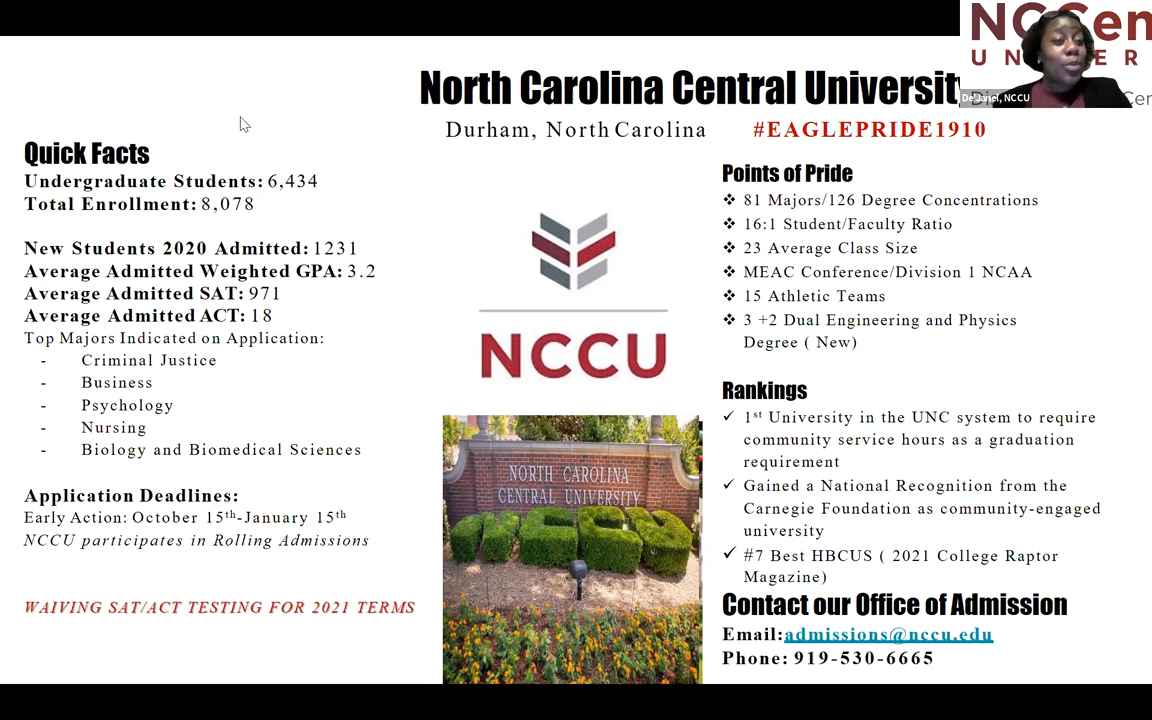 North Carolina Central University
Durham, North Carolina #EAGLEPRIDE1910
Quick Facts
Undergraduate Students: 6,434
Total Enrollment: 8,078
New Students 2020 Admitted: 1231
Average Admitted Weighted GPA: 3.2
Average Admitted SAT: 971
Average Admitted ACT: 18
Top Majors Indicated on Application:
- Criminal Justice
- Business
- Psychology
- Nursing
- Biology and Biomedical Sciences
Application Deadlines:
Early Action: October 15th-January 15th
NCCU participates in Rolling Admissions
WAIVING SAT/ACT TESTING FOR 2021 TERMS
NCCU
NORTH CAROLINA
CENTRAL UNIVERSITY
NCCU
Points of Pride
❖ 81 Majors/126 Degree Concentrations
❖ 16:1 Student/Faculty Ratio
❖ 23 Average Class Size
❖ MEAC Conference/Division 1 NCAA
❖ 15 Athletic Teams
❖ 3 +2 Dual Engineering and Physics
Degree ( New)
Rankings
✓ 1st University in the UNC system to require
community service hours as a graduation
requirement
✓ Gained a National Recognition from the
Carnegie Foundation as community-engaged
university
✓ #7 Best HBCUS ( 2021 College Raptor
Magazine)
Contact our Office of Admission
Email:admissions@nccu.edu
Phone: 919-530-6665
De'Janel, NCCU